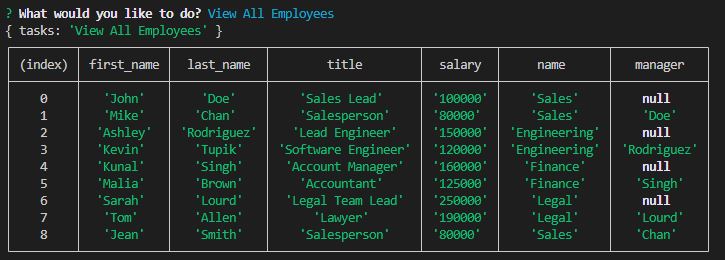 ? What would you like to do? View All Employees
{ tasks: 'View All Employees' }
(index) first_name last_name title salary name manager
0 'John' 'Doe' 'Sales Lead' '100000' 'Sales' null
1 'Mike' 'Chan' 'Salesperson' '80000' 'Sales' 'Doe'
2 'Ashley' 'Rodriguez' 'Lead Engineer' '150000' 'Engineering' null
3 'Kevin' 'Tupik' 'Software Engineer' '120000' 'Engineering' 'Rodriguez'
4 'Kunal' 'Singh' 'Account Manager' '160000' 'Finance' null
5 'Malia' 'Brown' 'Accountant' '125000' 'Finance' 'Singh'
6 'Sarah' 'Lourd' 'Legal Team Lead' '250000' 'Legal' null
7 'Tom' 'Allen' 'Lawyer' '190000' 'Legal' 'Lourd'
8 'Jean' 'Smith' 'Salesperson' '80000' 'Sales' 'Chan'